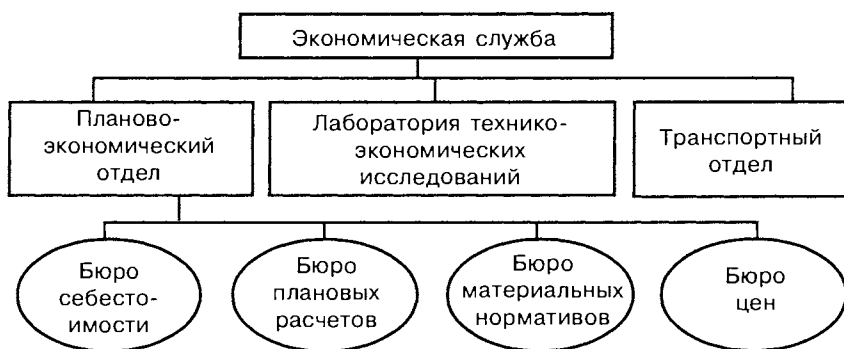 Экономическая служба
Планово-
экономический
отдел
Лаборатория технико-
экономических
исследований
Транспортный
отдел
Бюро
себесто-
имости
Бюро
плановых
расчетов
Бюро
материальных
нормативов
Бюро
цен